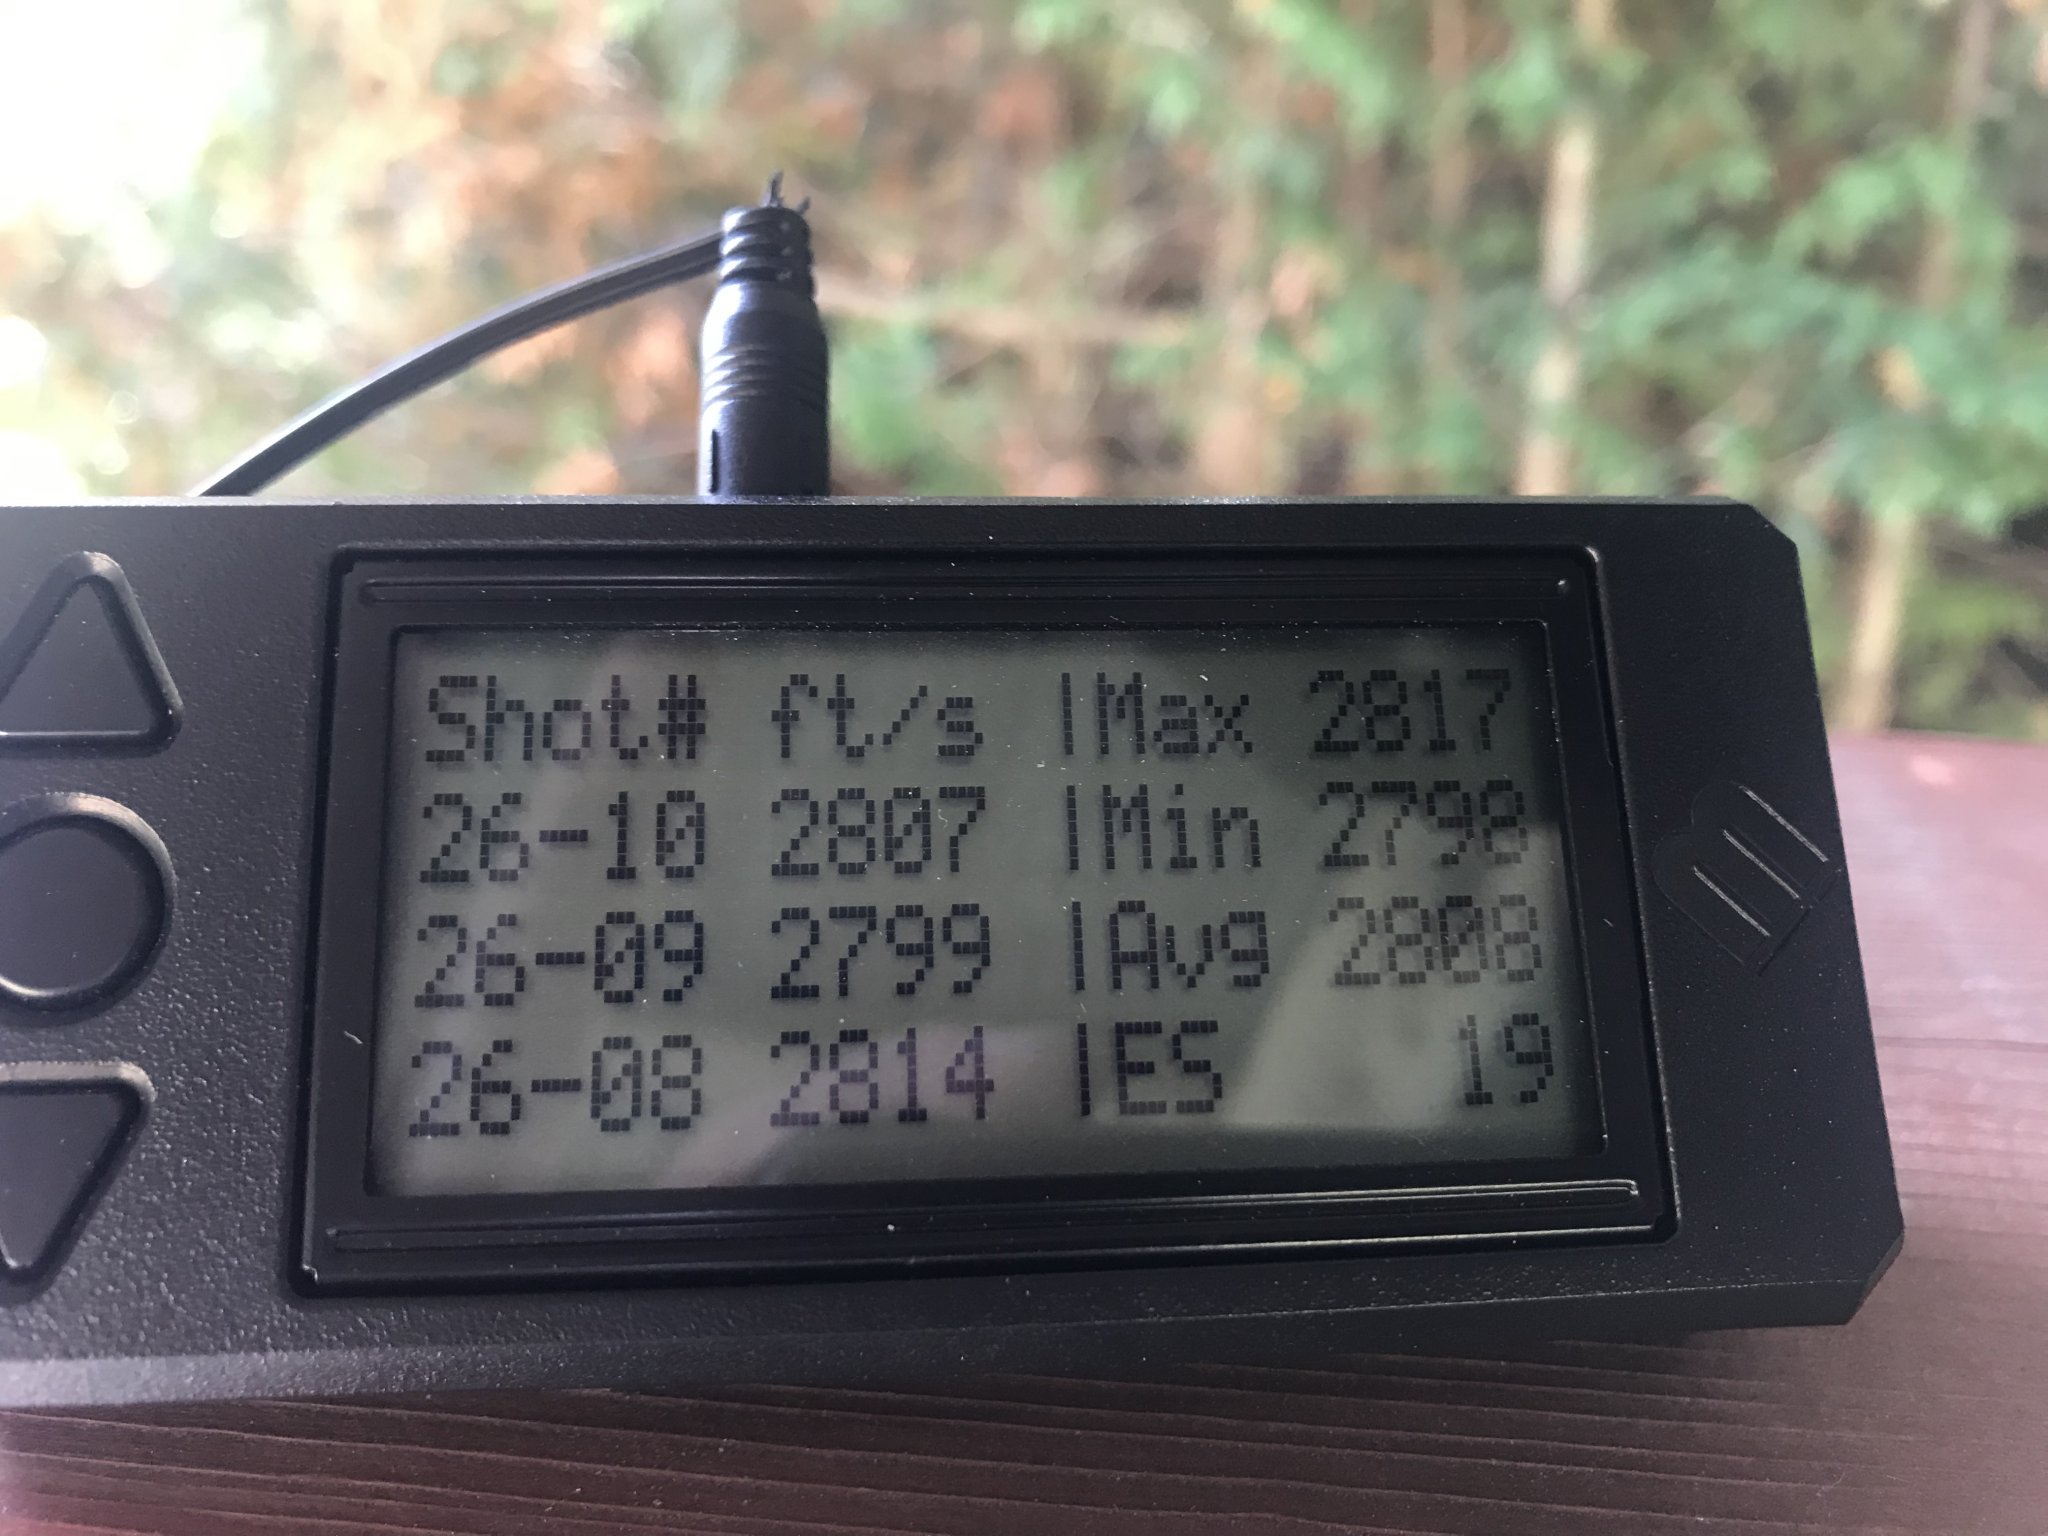 Shot# ft/s |Max 2817
26-10 2807 |Min 2798
26-09 2799 |Avg 2808
26-08 2814 |ES 19